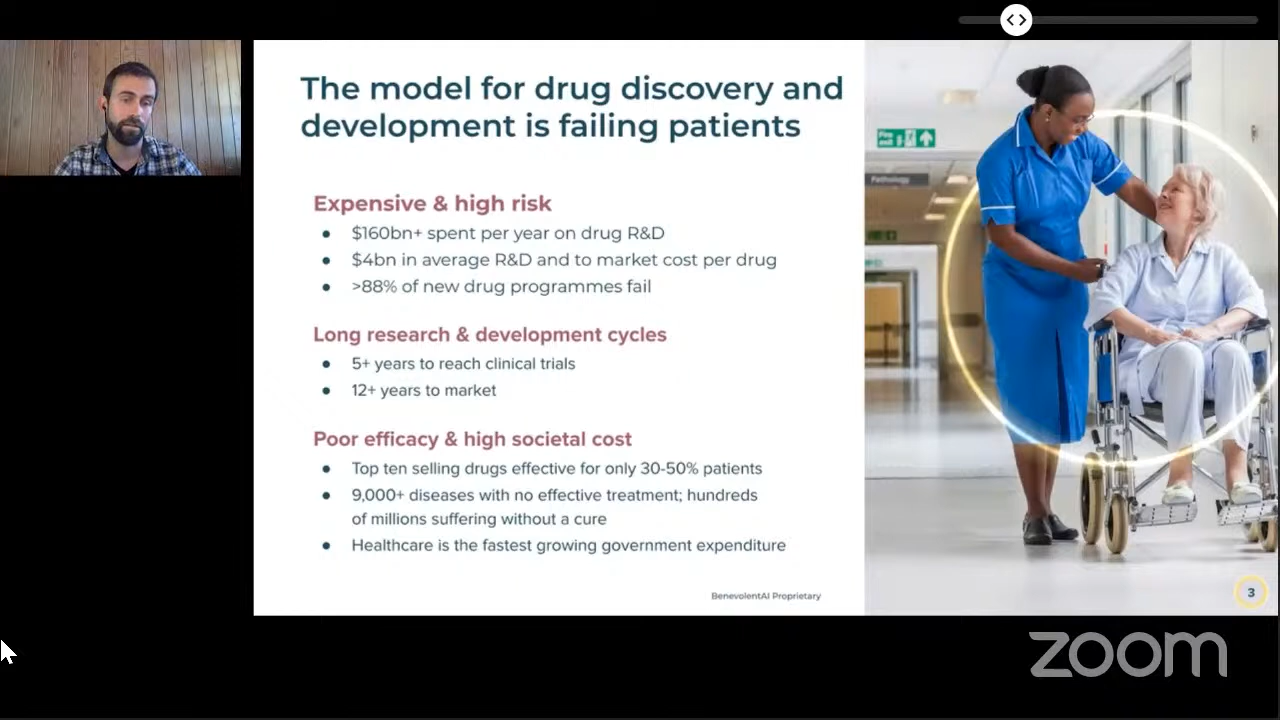 The model for drug discovery and
development is failing patients
Expensive & high risk
$160bn+ spent per year on drug R&D
$4bn in average R&D and to market cost per drug
>88% of new drug programmes fail
Long research & development cycles
5+ years to reach clinical trials
12+ years to market
Poor efficacy & high societal cost
Top ten selling drugs effective for only 30-50% patients
9,000+ diseases with no effective treatment; hundreds
of millions suffering without a cure
Healthcare is the fastest growing government expenditure
BenevolentAI Proprietary
Fire exit
Pathology
3
zoom